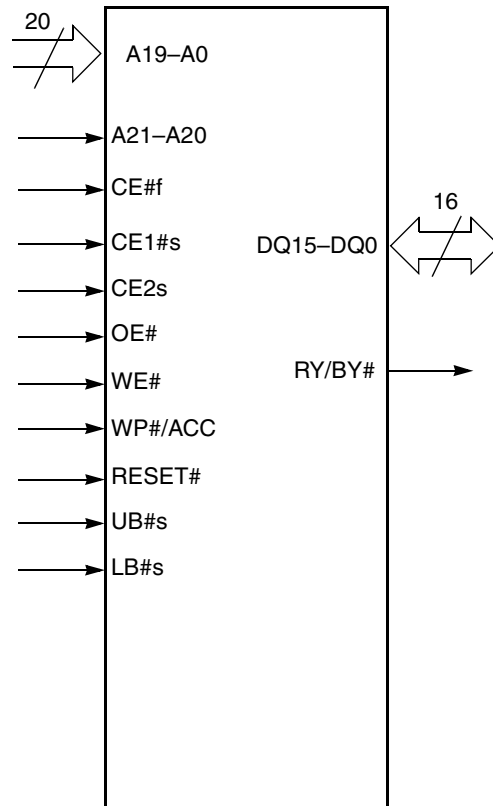 20
A19–A0
A21–A20
CE#f
16
CE1#s
DQ15–DQ0
CE2s
OE#
RY/BY#
WE#
WP#/ACC
RESET#
UB#s
LB#s